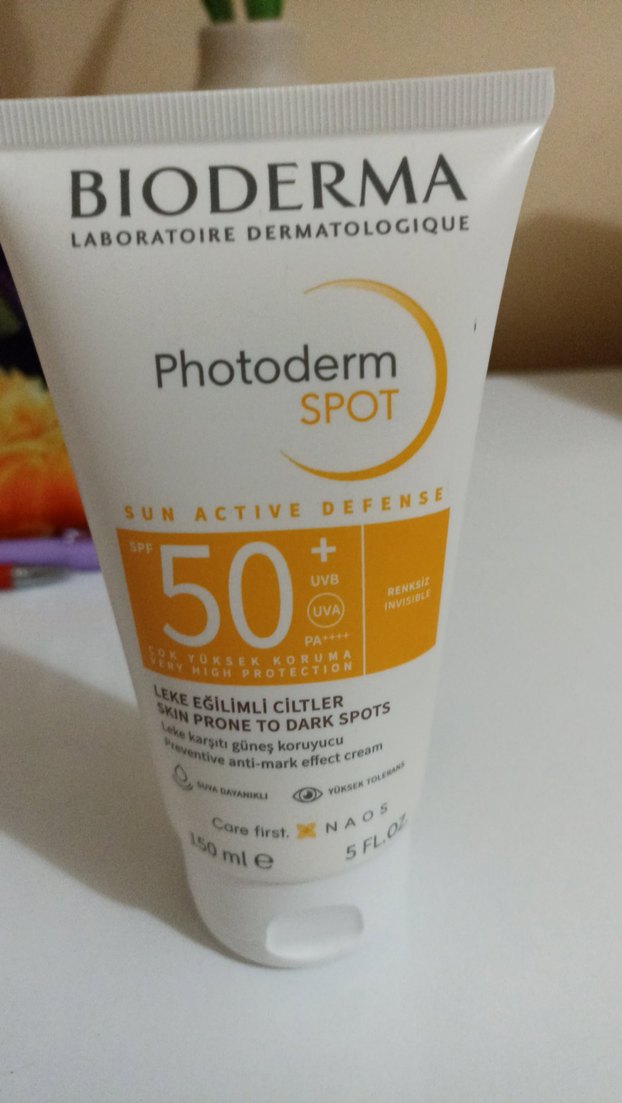 BIODERMA
LABORATOIRE DERMATOLOGIQUE
Photoderm
SPOT
SUN ACTIVE DEFENSE
SPF 50+
UVB
UVA
PA++++
RENKSİZ
INVISIBLE
ÇOK YÜKSEK KORUMA
VERY HIGH PROTECTION
LEKE EĞİLİMLİ CİLTLER
SKIN PRONE TO DARK SPOTS
Leke karşıtı güneş koruyucu
Preventive anti-mark effect cream
SUYA DAYANIKLI
YÜKSEK TOLERANS
Care first. NAOS
150 ml e 5 FL.OZ.